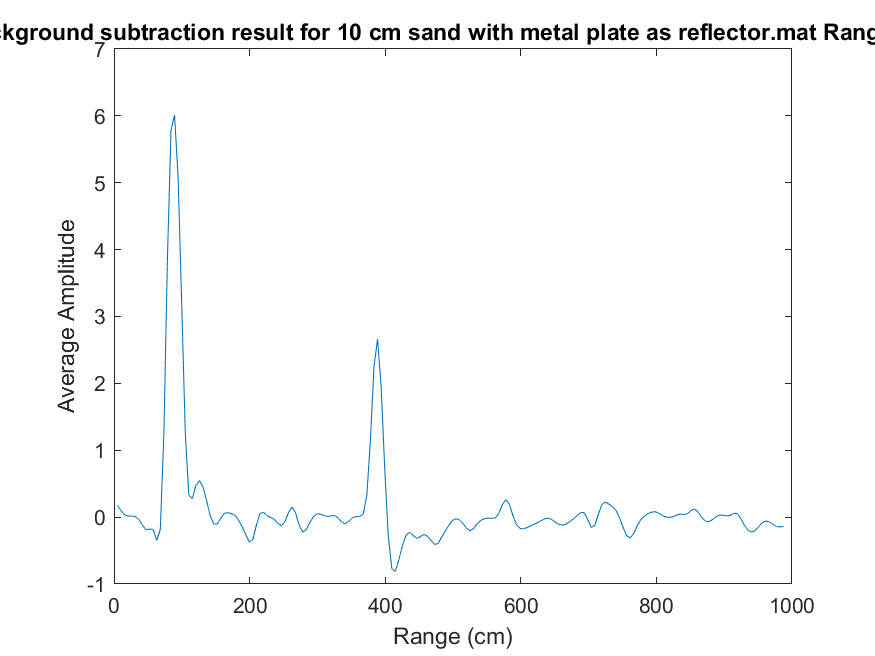 ckground subtraction result for 10 cm sand with metal plate as reflector.mat Rang
7
6
5
4
3
2
1
0
-1
Average Amplitude
0 200 400 600 800 1000
Range (cm)